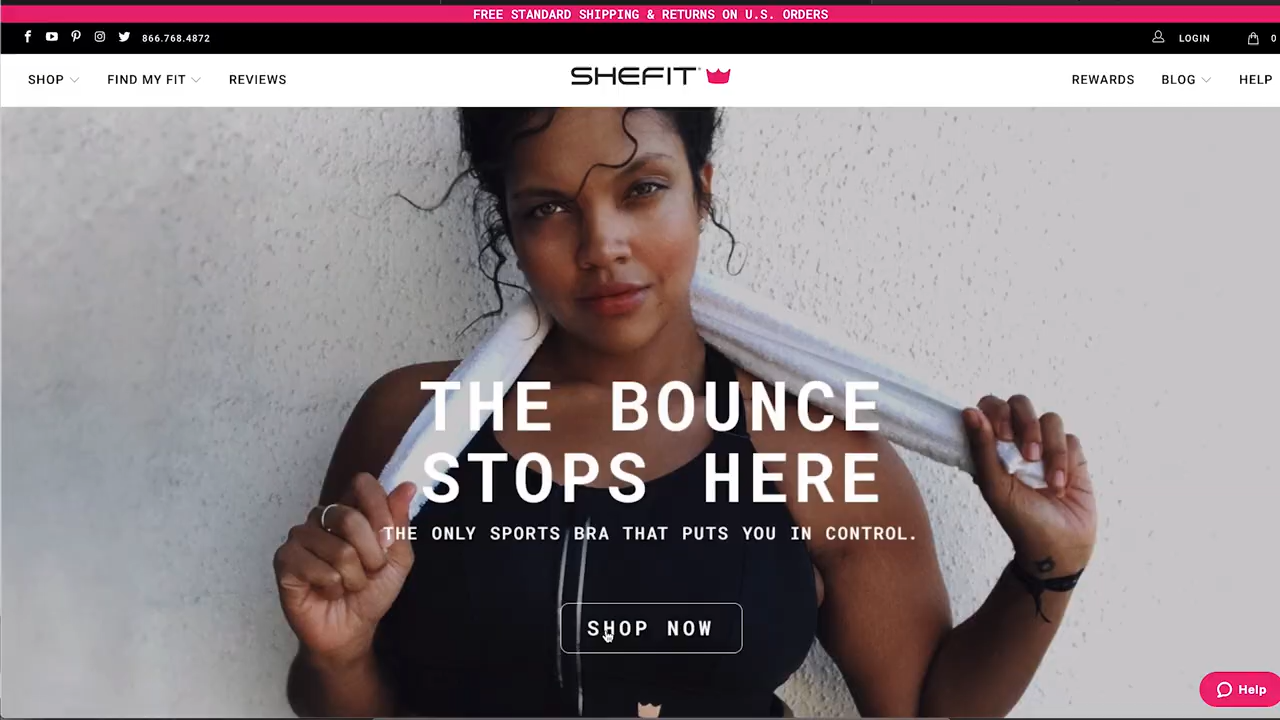 FREE STANDARD SHIPPING & RETURNS ON U.S. ORDERS
866.768.4872
LOGIN
0
SHOP
FIND MY FIT
REVIEWS
SHEFIT
REWARDS
BLOG
HELP
THE BOUNCE
STOPS HERE
THE ONLY SPORTS BRA THAT PUTS YOU IN CONTROL.
SHOP NOW
Help